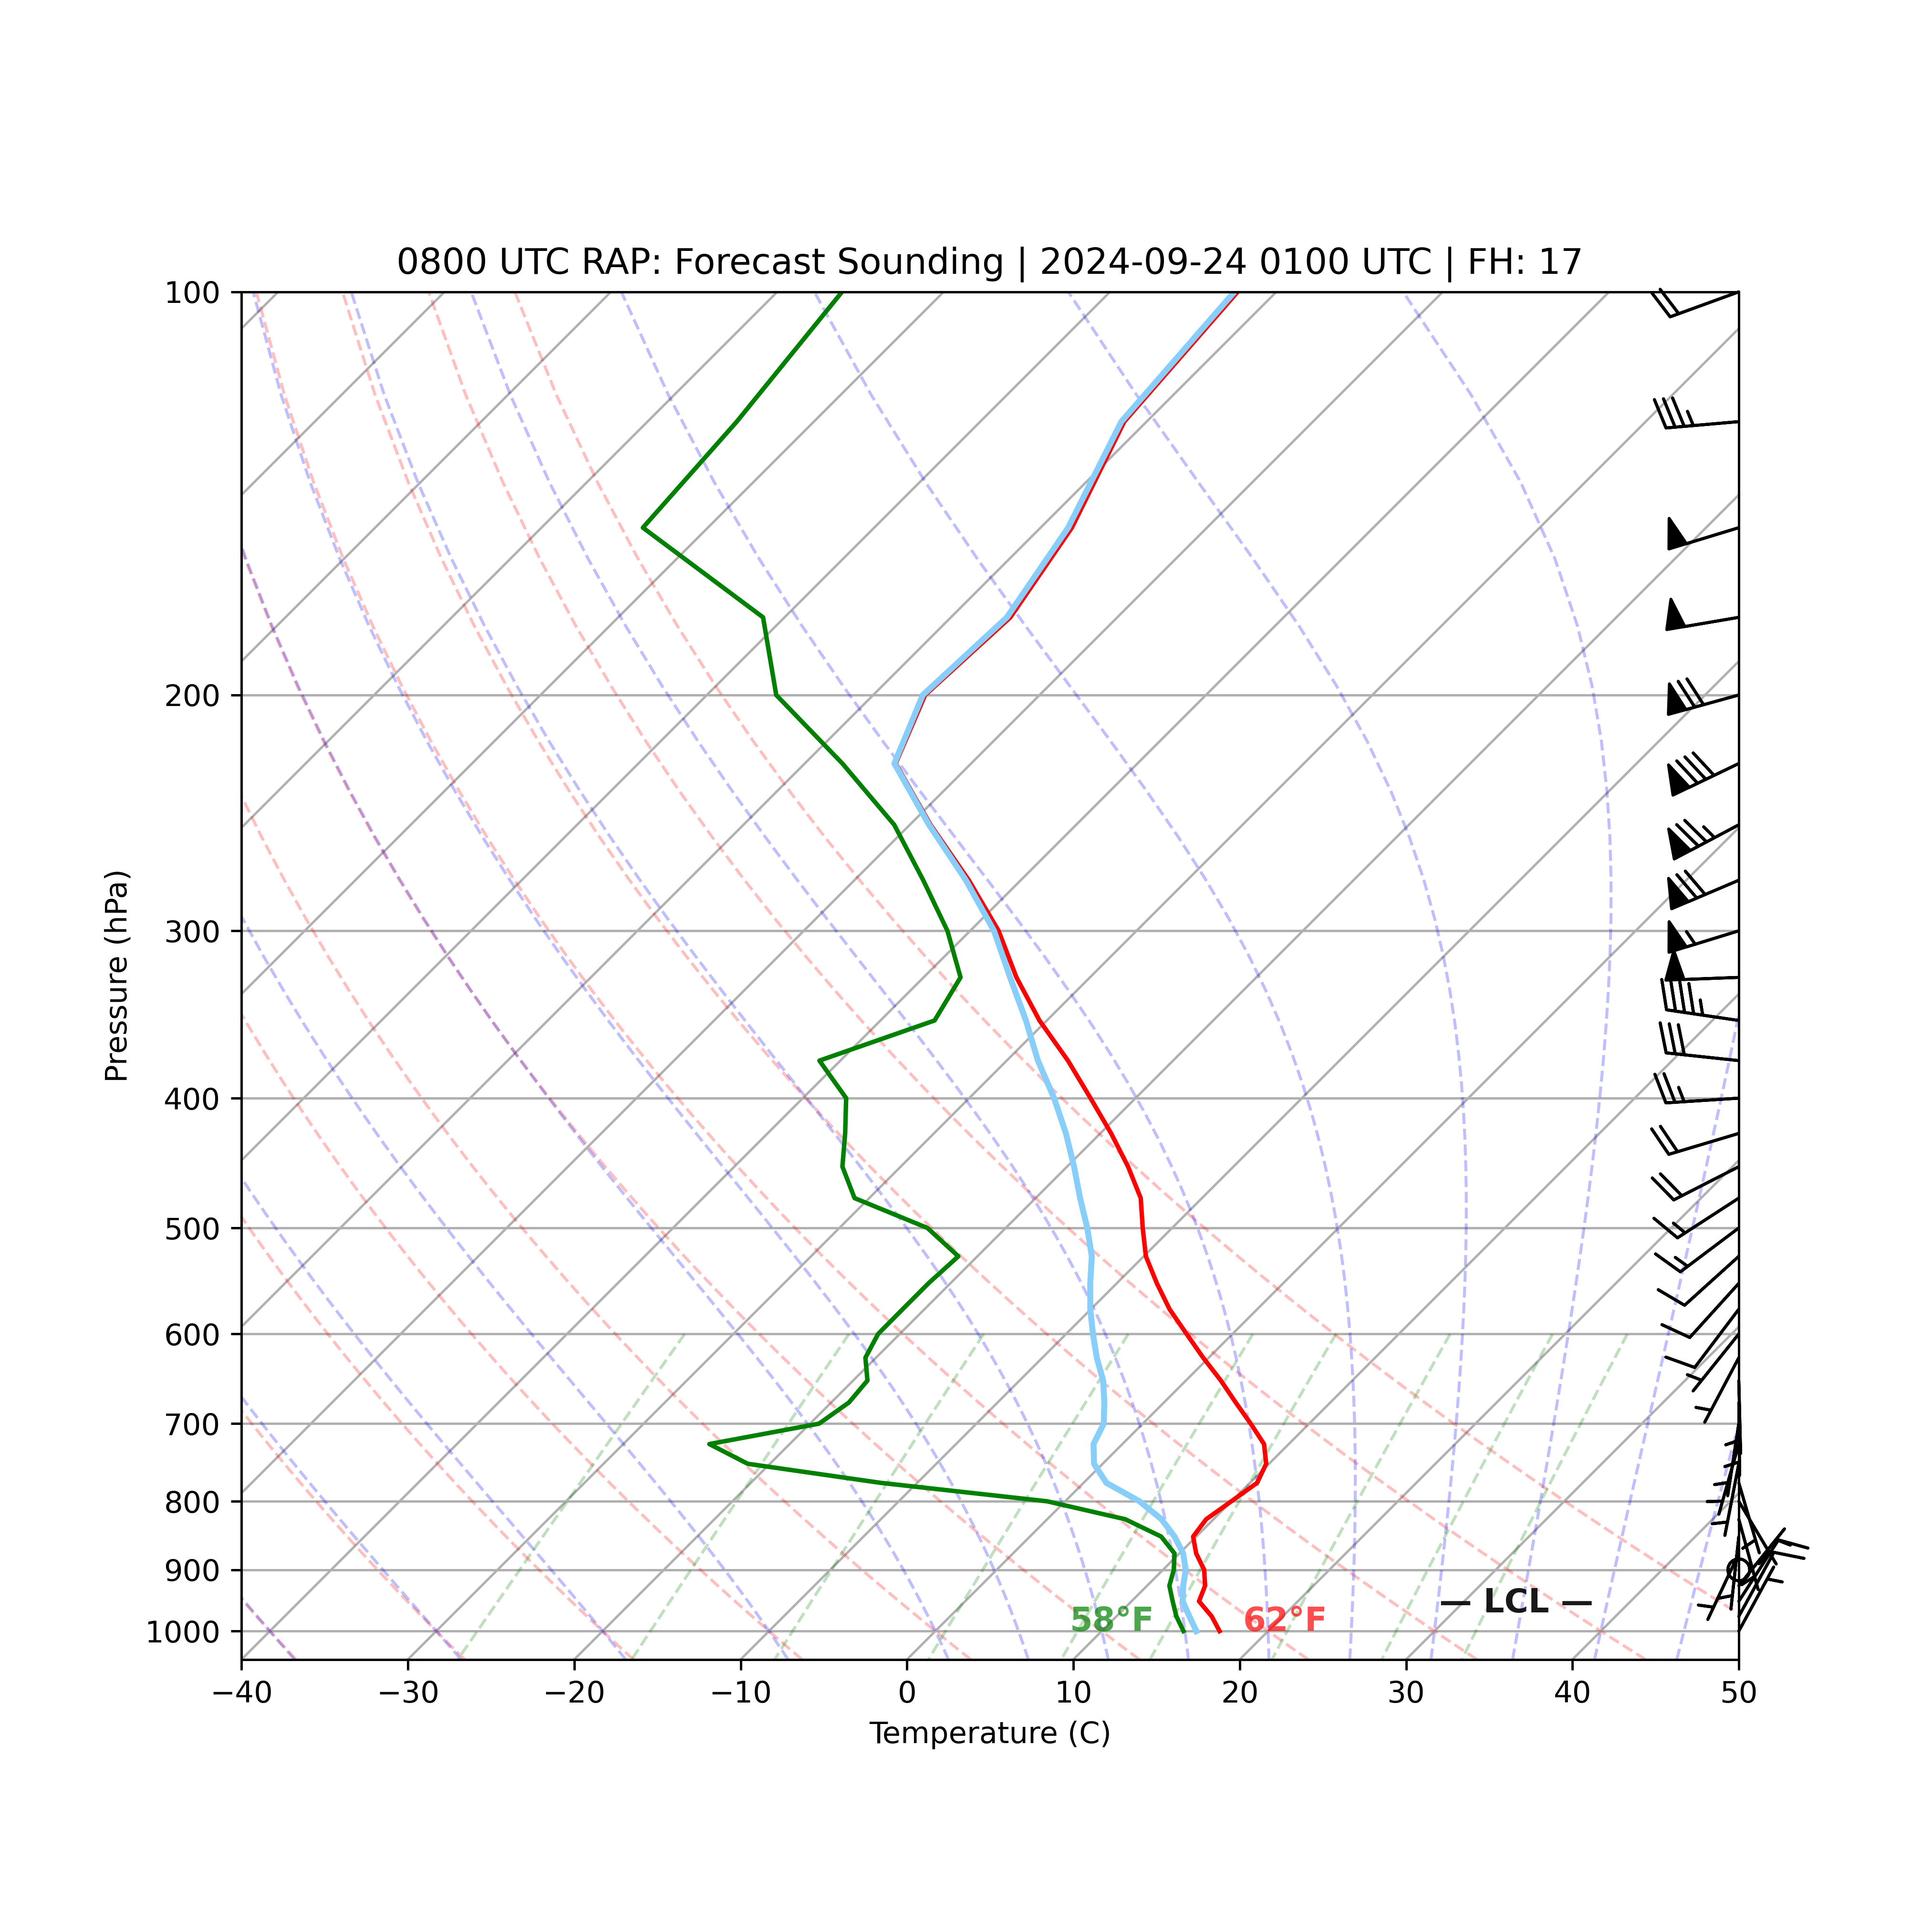 0800 UTC RAP: Forecast Sounding | 2024-09-24 0100 UTC | FH: 17
100
200
300
400
500
600
700
800
900
1000
Pressure (hPa)
58°F
62°F
— LCL —
−40 −30 −20 −10 0 10 20 30 40 50
Temperature (C)